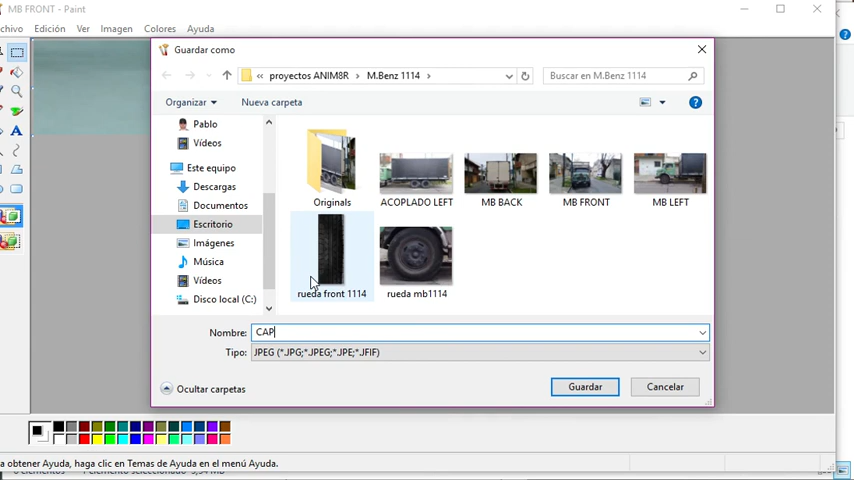 MB FRONT - Paint
rchivo Edición Ver Imagen Colores Ayuda
Guardar como
« proyectos ANIM8R > M.Benz 1114 >
Buscar en M.Benz 1114
Organizar
Nueva carpeta
Pablo
Vídeos
Este equipo
Descargas
Documentos
Escritorio
Imágenes
Música
Vídeos
Disco local (C:)
Originals
ACOPLADO LEFT
MB BACK
MB FRONT
MB LEFT
rueda front 1114
rueda mb1114
Nombre: CAP
Tipo: JPEG (*.JPG;*.JPEG;*.JPE;*.JFIF)
Ocultar carpetas
Guardar
Cancelar
a obtener Ayuda, haga clic en Temas de Ayuda en el menú Ayuda.